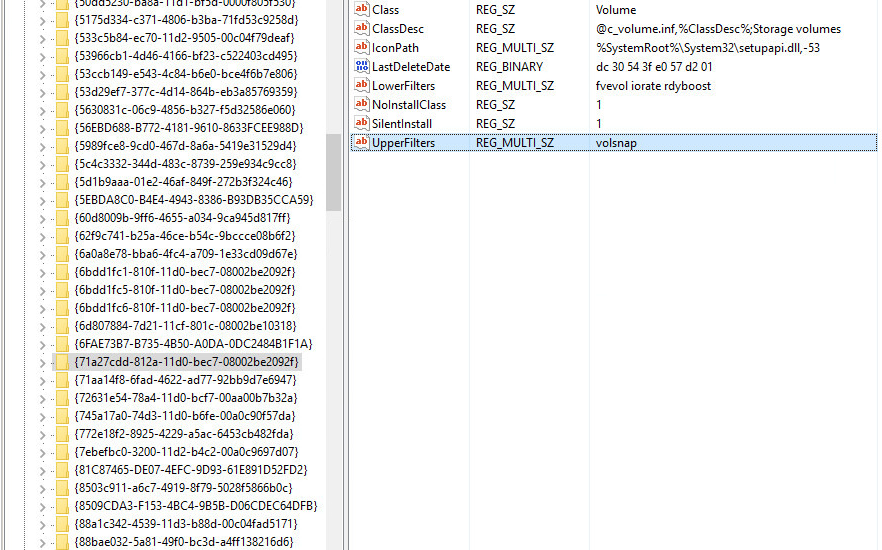 {50dd5230-ba8a-11d1-bf5d-0000f805f530}
{5175d334-c371-4806-b3ba-71fd53c9258d}
{533c5b84-ec70-11d2-9505-00c04f79deaf}
{53966cb1-4d46-4166-bf23-c522403cd495}
{53ccb149-e543-4c84-b6e0-bce4f6b7e806}
{53d29ef7-377c-4d14-864b-eb3a85769359}
{5630831c-06c9-4856-b327-f5d32586e060}
{56EBD688-B772-4181-9610-8633FCEE988D}
{5989fce8-9cd0-467d-8a6a-5419e31529d4}
{5c4c3332-344d-483c-8739-259e934c9cc8}
{5d1b9aaa-01e2-46af-849f-272b3f324c46}
{5EBDA8C0-B4E4-4943-8386-B93DB35CCA59}
{60d8009b-9ff6-4655-a034-9ca945d817ff}
{62f9c741-b25a-46ce-b54c-9bccce08b6f2}
{6a0a8e78-bba6-4fc4-a709-1e33cd09d67e}
{6bdd1fc1-810f-11d0-bec7-08002be2092f}
{6bdd1fc5-810f-11d0-bec7-08002be2092f}
{6bdd1fc6-810f-11d0-bec7-08002be2092f}
{6d807884-7d21-11cf-801c-08002be10318}
{6FAE73B7-B735-4B50-A0DA-0DC2484B1F1A}
{71a27cdd-812a-11d0-bec7-08002be2092f}
{71aa14f8-6fad-4622-ad77-92bb9d7e6947}
{72631e54-78a4-11d0-bcf7-00aa00b7b32a}
{745a17a0-74d3-11d0-b6fe-00a0c90f57da}
{772e18f2-8925-4229-a5ac-6453cb482fda}
{7ebefbc0-3200-11d2-b4c2-00a0c9697d07}
{81C87465-DE07-4EFC-9D93-61E891D52FD2}
{8503c911-a6c7-4919-8f79-5028f5866b0c}
{8509CDA3-F153-4BC4-9B5B-D06CDEC64DFB}
{88a1c342-4539-11d3-b88d-00c04fad5171}
{88bae032-5a81-49f0-bc3d-a4ff138216d6}
Class REG_SZ Volume
ClassDesc REG_SZ @c_volume.inf,%ClassDesc%;Storage volumes
IconPath REG_MULTI_SZ %SystemRoot%\System32\setupapi.dll,-53
LastDeleteDate REG_BINARY dc 30 54 3f e0 57 d2 01
LowerFilters REG_MULTI_SZ fvevol iorate rdyboost
NoInstallClass REG_SZ 1
SilentInstall REG_SZ 1
UpperFilters REG_MULTI_SZ volsnap